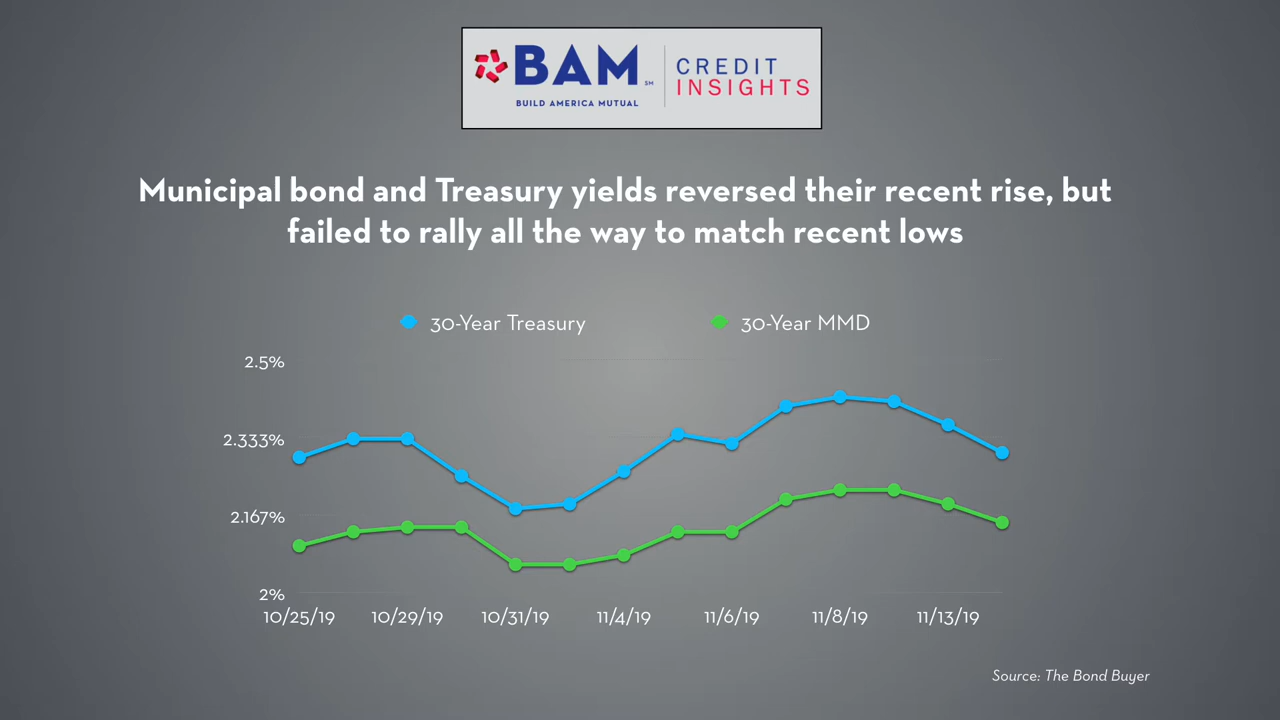 BAM SM
BUILD AMERICA MUTUAL
CREDIT
INSIGHTS
Municipal bond and Treasury yields reversed their recent rise, but
failed to rally all the way to match recent lows
30-Year Treasury 30-Year MMD
2.5%
2.333%
2.167%
2%
10/25/19 10/29/19 10/31/19 11/4/19 11/6/19 11/8/19 11/13/19
Source: The Bond Buyer